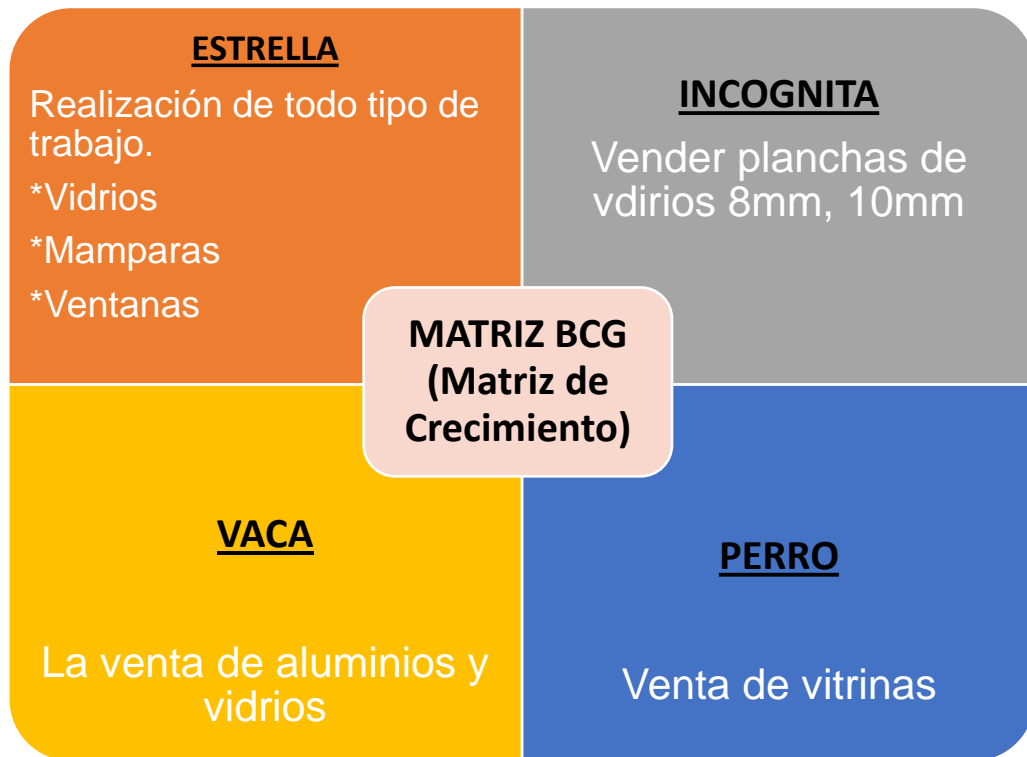 ESTRELLA
Realización de todo tipo de
trabajo.
*Vidrios
*Mamparas
*Ventanas
INCOGNITA
Vender planchas de
vdirios 8mm, 10mm
MATRIZ BCG
(Matriz de
Crecimiento)
VACA
La venta de aluminios y
vidrios
PERRO
Venta de vitrinas